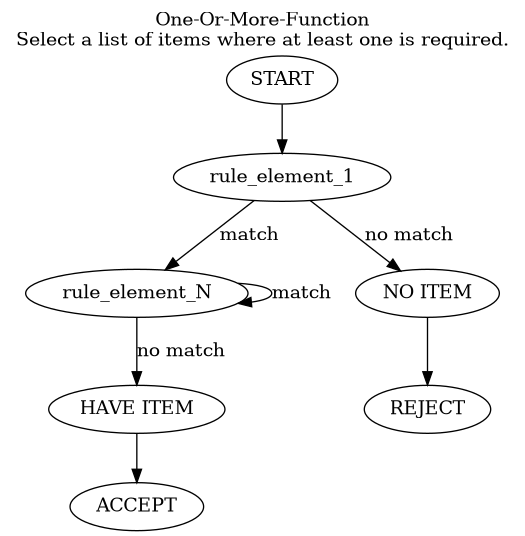 One-Or-More-Function
Select a list of items where at least one is required.
START
rule_element_1
match
no match
rule_element_N
match
NO ITEM
no match
HAVE ITEM
REJECT
ACCEPT